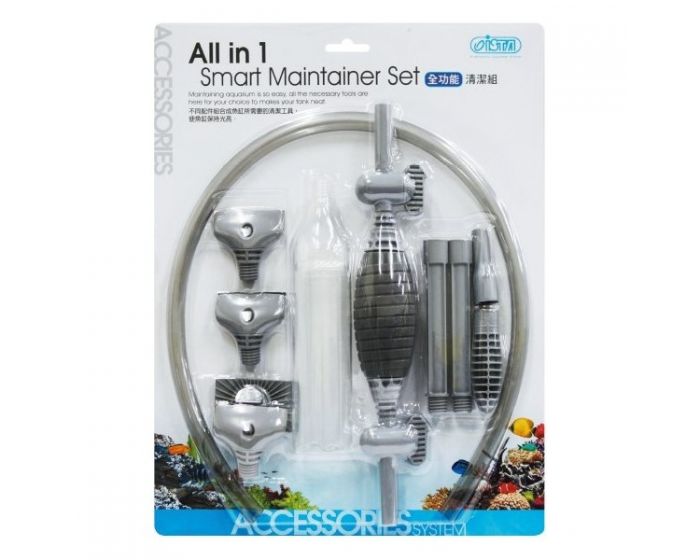 ACCESSORIES
All in 1
Smart Maintainer Set 全功能 清潔組
Maintaining aquarium is so easy, all the necessary tools are
here for your choice to makes your tank neat.
不同配件組合成魚缸所需要的清潔工具,
使魚缸保持光亮.
OISTA
ACCESSORIES
SYSTEM